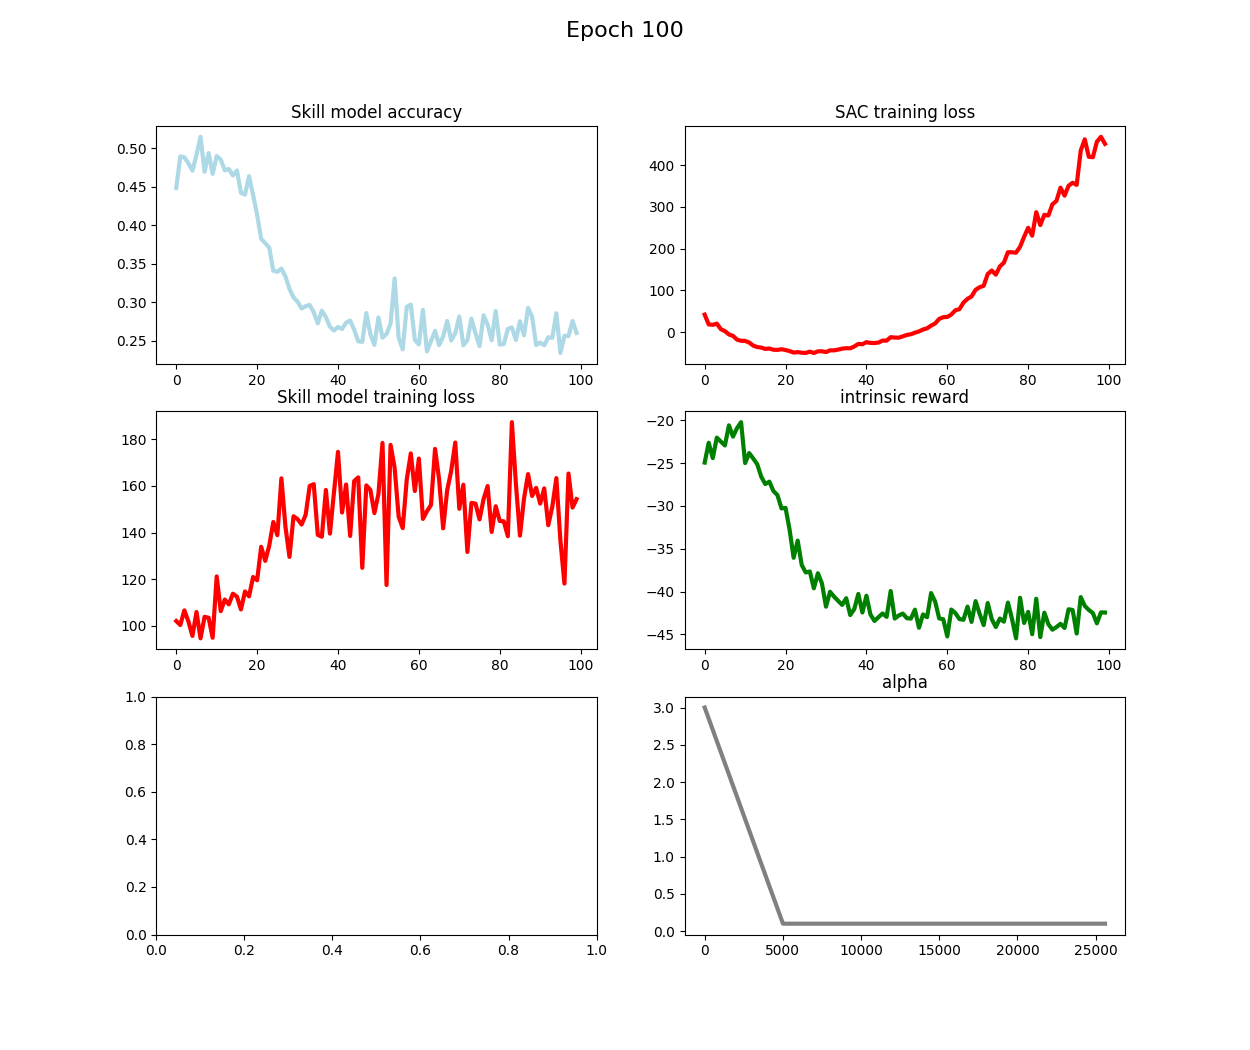 Epoch 100
Skill model accuracy
0.50
0.45
0.40
0.35
0.30
0.25
0 20 40 60 80 100
SAC training loss
400
300
200
100
0
0 20 40 60 80 100
Skill model training loss
180
160
140
120
100
0 20 40 60 80 100
intrinsic reward
−20
−25
−30
−35
−40
−45
0 20 40 60 80 100
1.0
0.8
0.6
0.4
0.2
0.0
0.0 0.2 0.4 0.6 0.8 1.0
alpha
3.0
2.5
2.0
1.5
1.0
0.5
0.0
0 5000 10000 15000 20000 25000